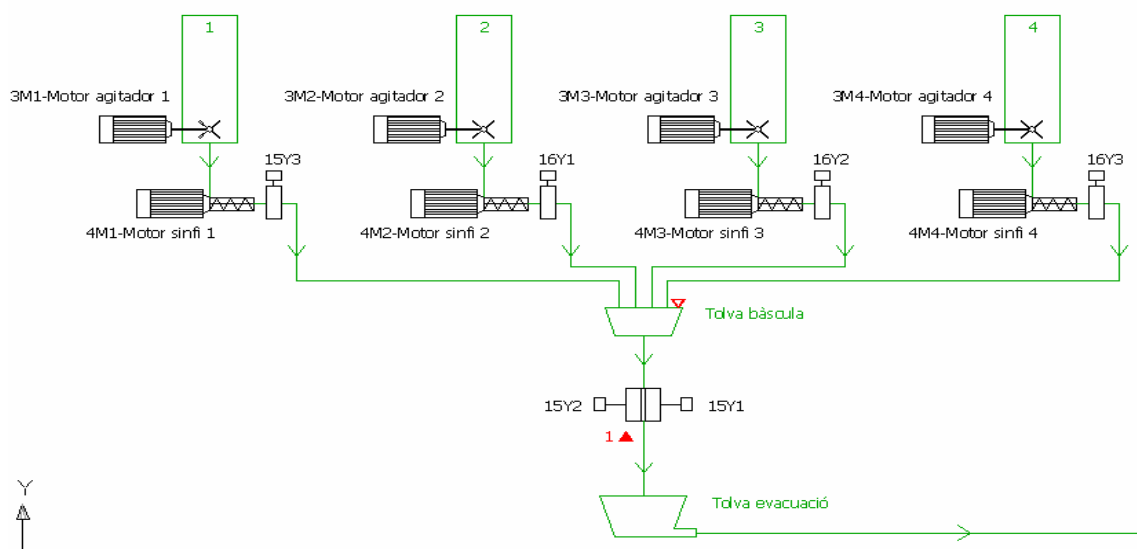 1 2 3 4
3M1-Motor agitador 1 3M2-Motor agitador 2 3M3-Motor agitador 3 3M4-Motor agitador 4
15Y3 16Y1 16Y2 16Y3
4M1-Motor sinfi 1 4M2-Motor sinfi 2 4M3-Motor sinfi 3 4M4-Motor sinfi 4
Tolva bàscula
15Y2 15Y1
1
Y
Tolva evacuació